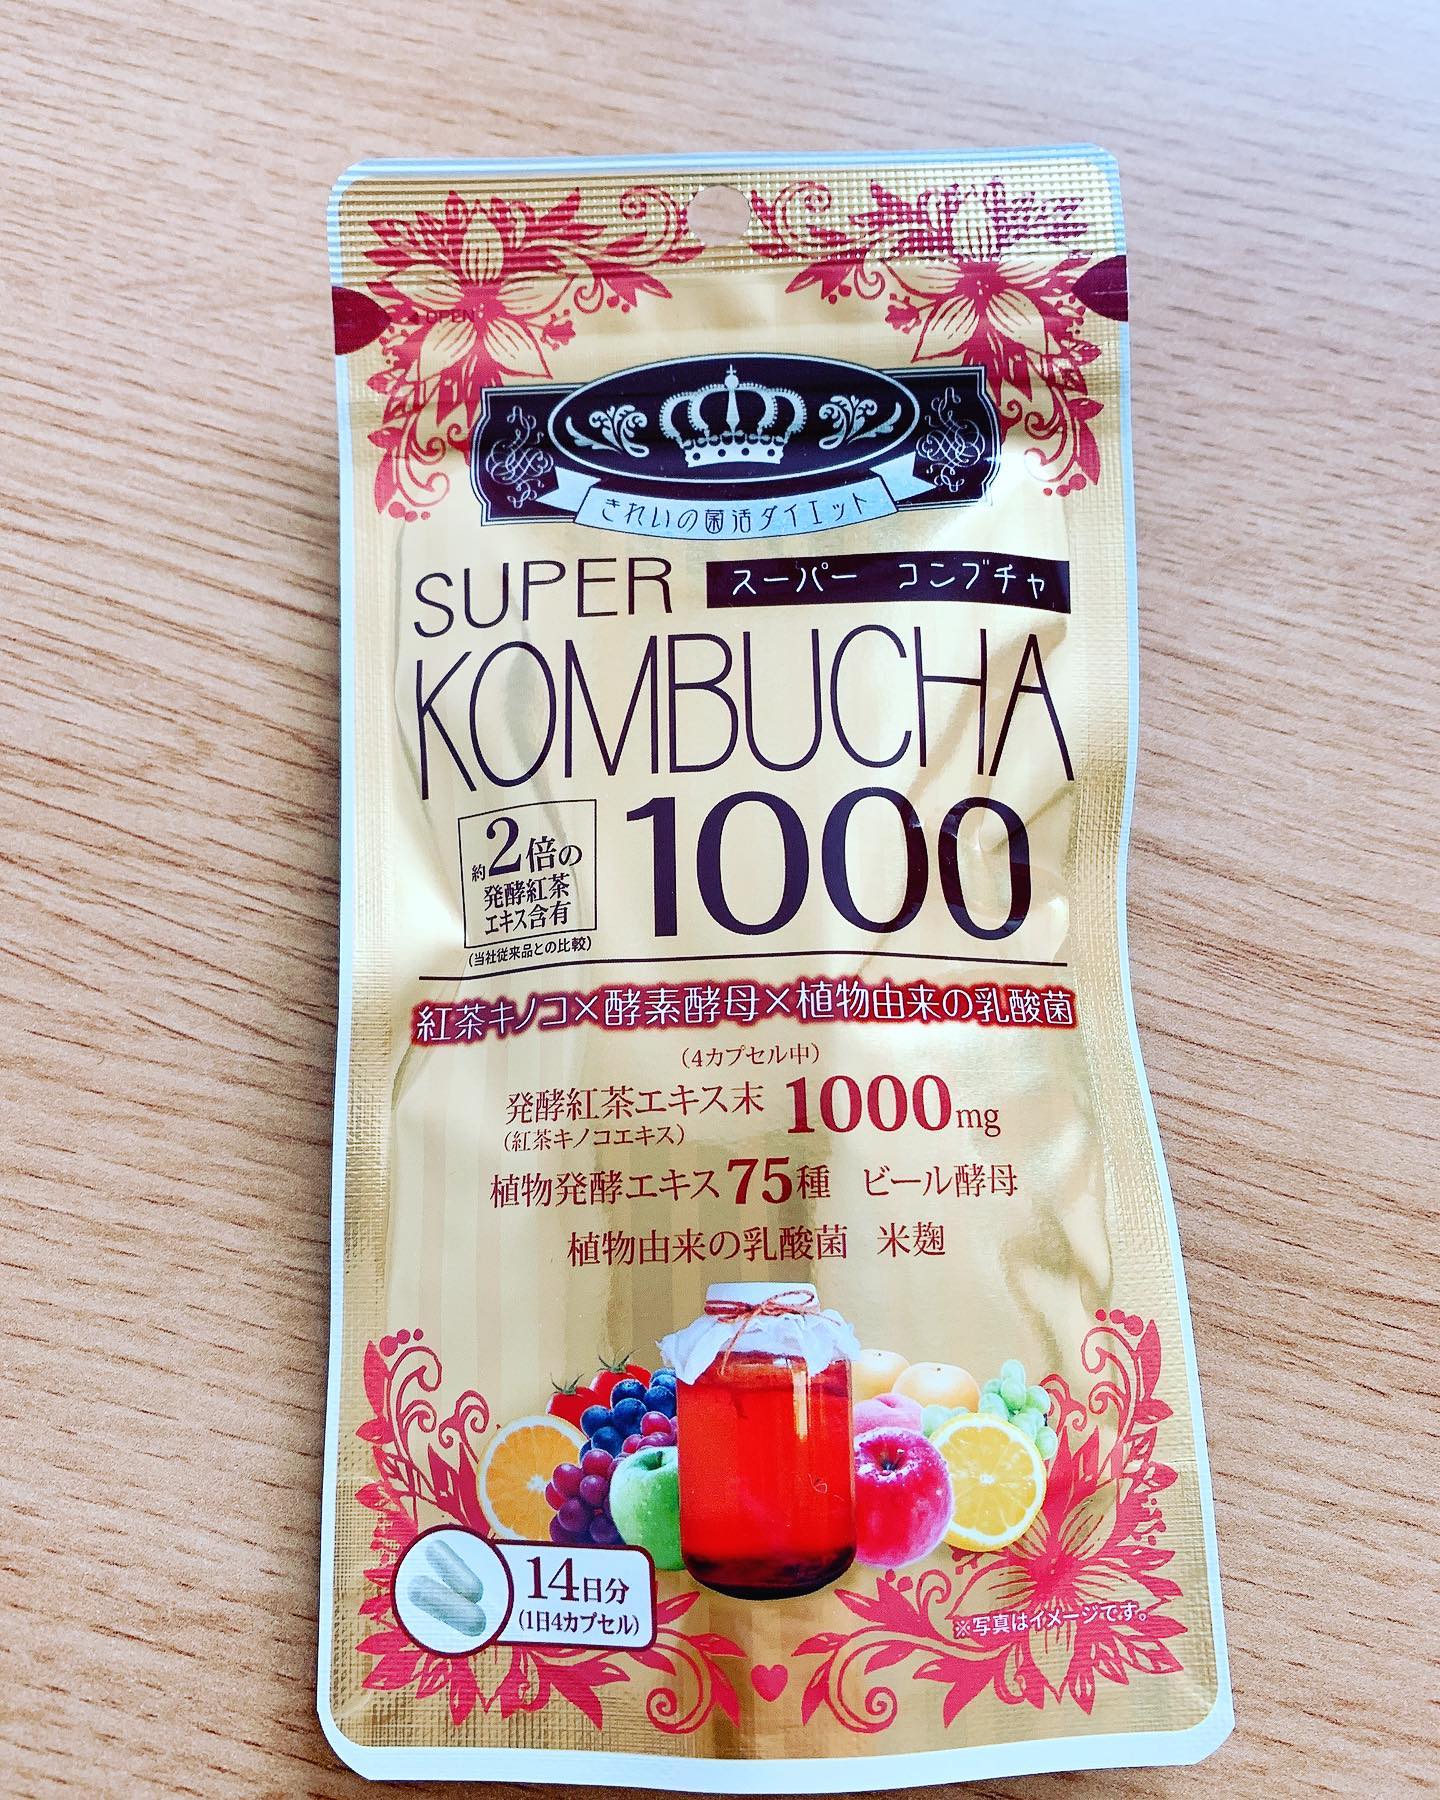 OPEN
きれいの菌活ダイエット
SUPER スーパー コンブチャ
KOMBUCHA
1000
約2倍の
発酵紅茶
エキス含有
(当社従来品との比較)
紅茶キノコ×酵素酵母×植物由来の乳酸菌
(4カプセル中)
発酵紅茶エキス末 1000mg
(紅茶キノコエキス)
植物発酵エキス75種 ビール酵母
植物由来の乳酸菌 米麹
14日分
(1日4カプセル)
※写真はイメージです。